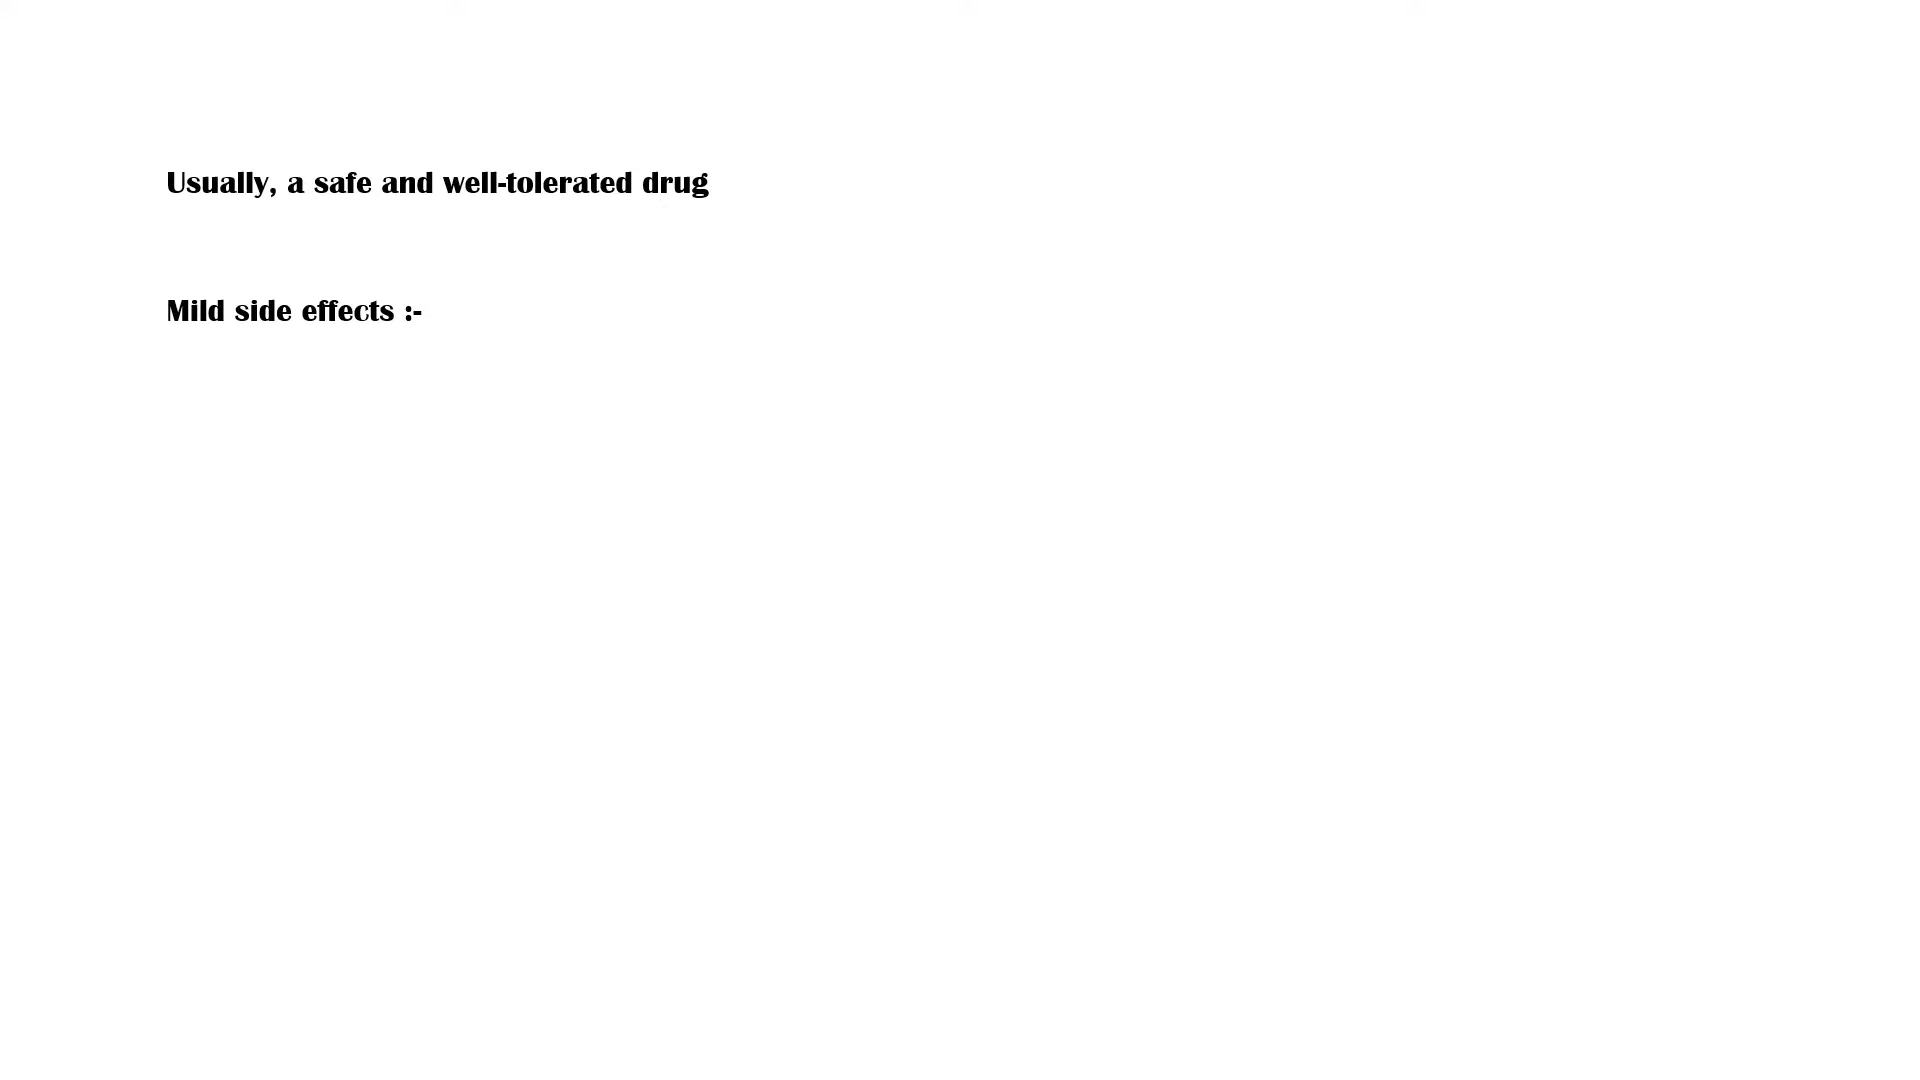 Usually, a safe and well-tolerated drug
Mild side effects :-